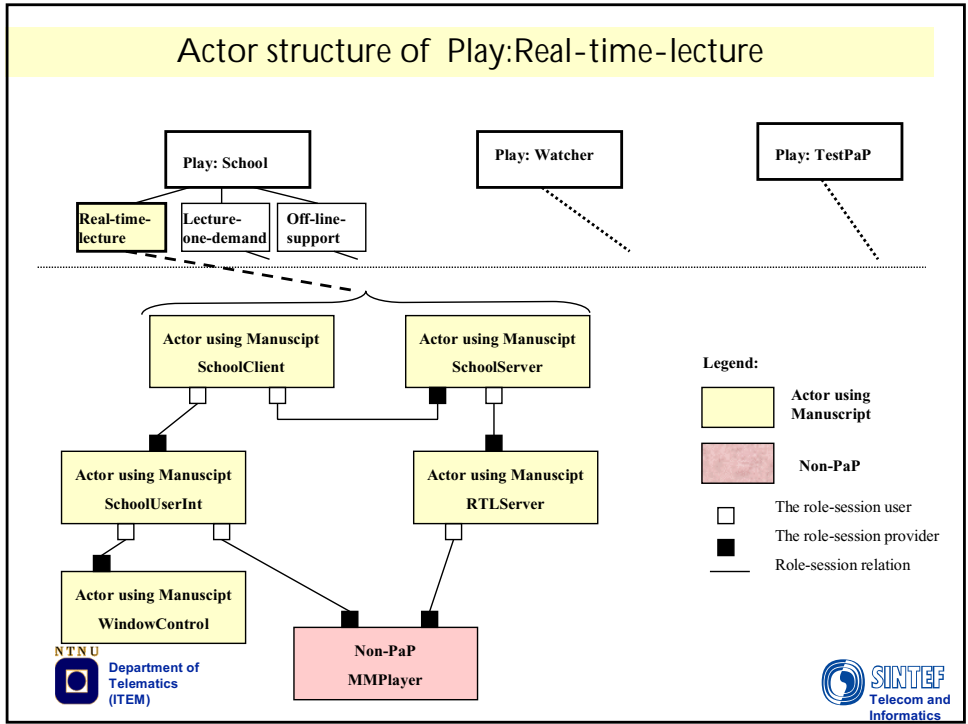 Actor structure of Play:Real-time-lecture
Play: School
Play: Watcher
Play: TestPaP
Real-time-
lecture
Lecture-
one-demand
Off-line-
support
Actor using Manuscipt
SchoolClient
Actor using Manuscipt
SchoolServer
Legend:
Actor using
Manuscript
Non-PaP
The role-session user
The role-session provider
Role-session relation
Actor using Manuscipt
SchoolUserInt
Actor using Manuscipt
RTLServer
Actor using Manuscipt
WindowControl
Non-PaP
MMPlayer
NTNU
Department of
Telematics
(ITEM)
SINTEF
Telecom and
Informatics